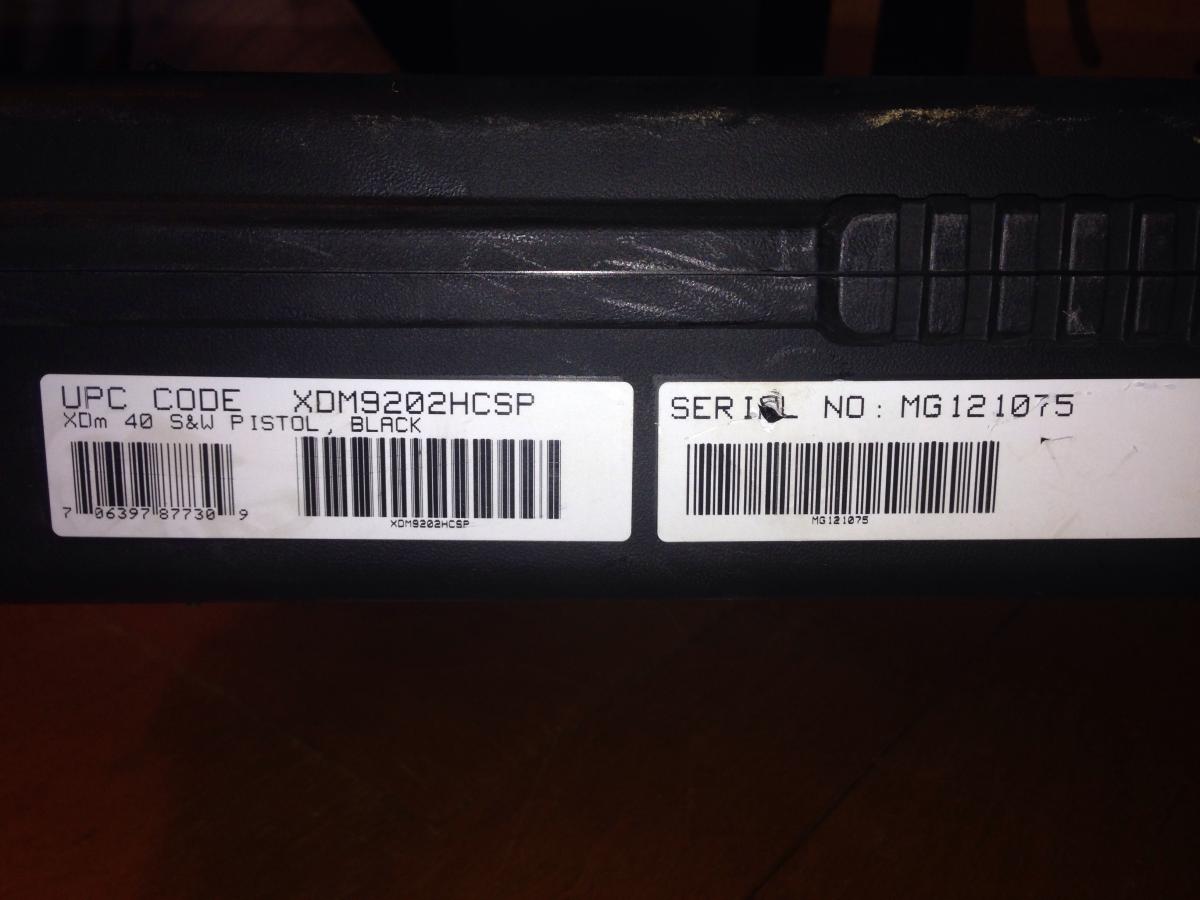 UPC CODE XDM9202HCSP
XDm 40 S&W PISTOL, BLACK
7 06397 87730 9
XDM9202HCSP
SERIAL NO: MG121075
MG121075